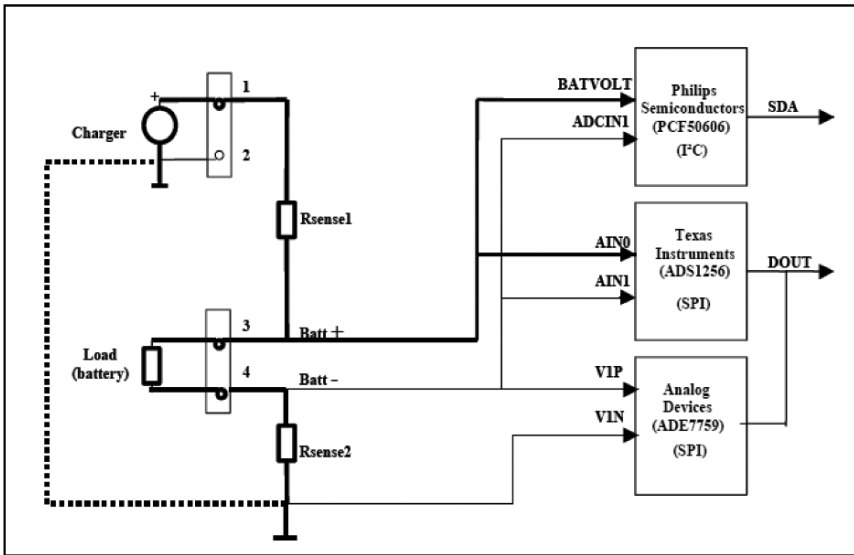 +
1
Charger
2
Rsense1
3
Batt +
Load
(battery)
4
Batt –
Rsense2
BATVOLT
ADCIN1
Philips
Semiconductors
(PCF50606)
(I²C)
SDA
AIN0
AIN1
Texas
Instruments
(ADS1256)
(SPI)
DOUT
V1P
V1N
Analog
Devices
(ADE7759)
(SPI)